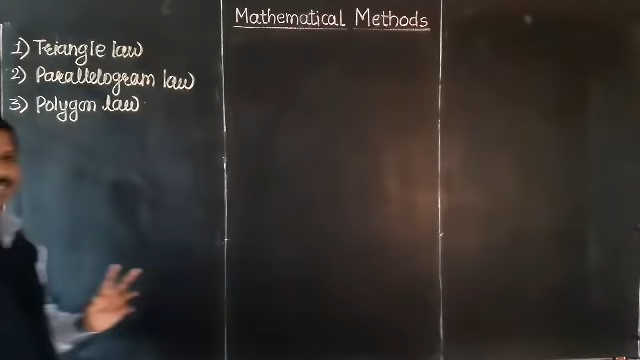 Mathematical Methods
1) Triangle law
2) Parallelogram law
3) Polygon law